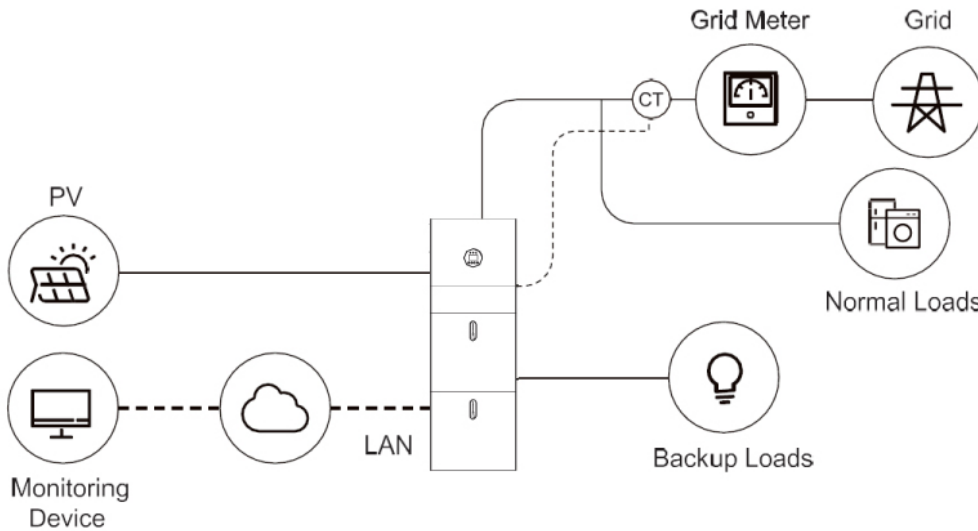 Grid Meter
Grid
CT
PV
Normal Loads
LAN
Backup Loads
Monitoring
Device